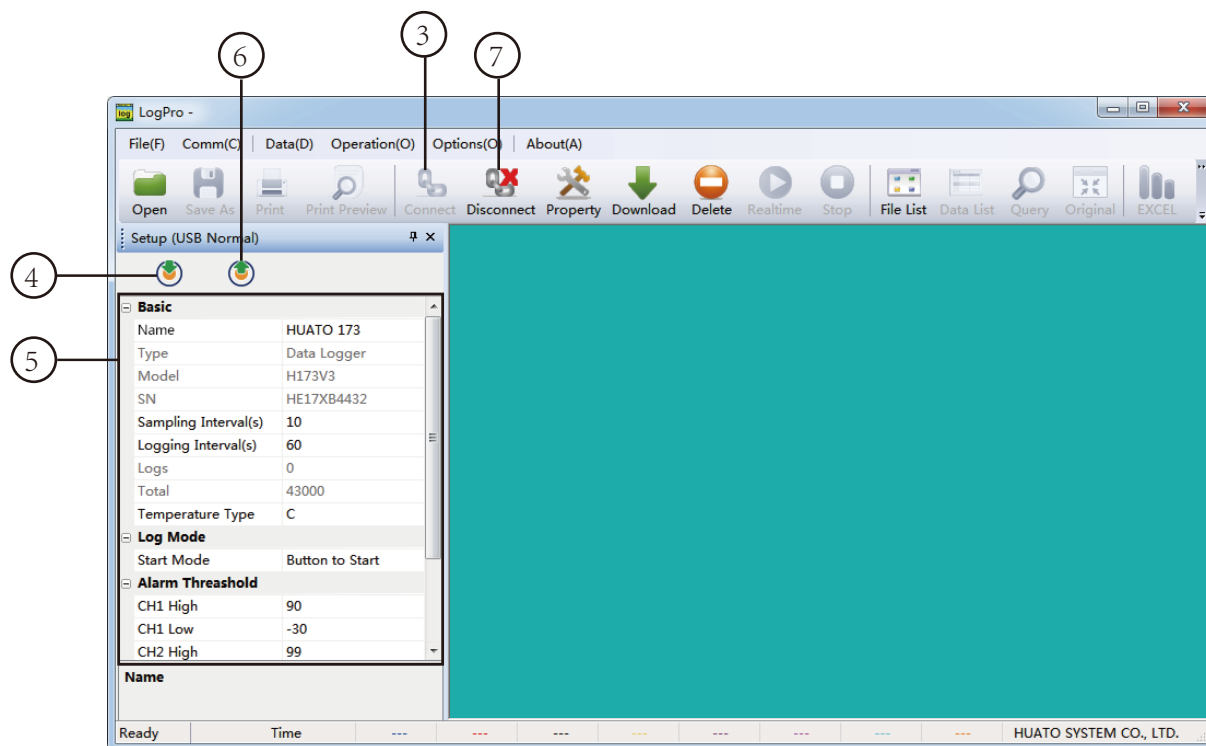 3
6
7
log LogPro -
File(F) Comm(C) Data(D) Operation(O) Options(O) About(A)
Open Save As Print Print Preview Connect Disconnect Property Download Delete Realtime Stop File List Data List Query Original EXCEL
Setup (USB Normal)
4
Basic
Name HUATO 173
Type Data Logger
5
Model H173V3
SN HE17XB4432
Sampling Interval(s) 10
Logging Interval(s) 60
Logs 0
Total 43000
Temperature Type C
Log Mode
Start Mode Button to Start
Alarm Threashold
CH1 High 90
CH1 Low -30
CH2 High 99
Name
Ready Time --- --- --- --- --- --- --- --- HUATO SYSTEM CO., LTD.